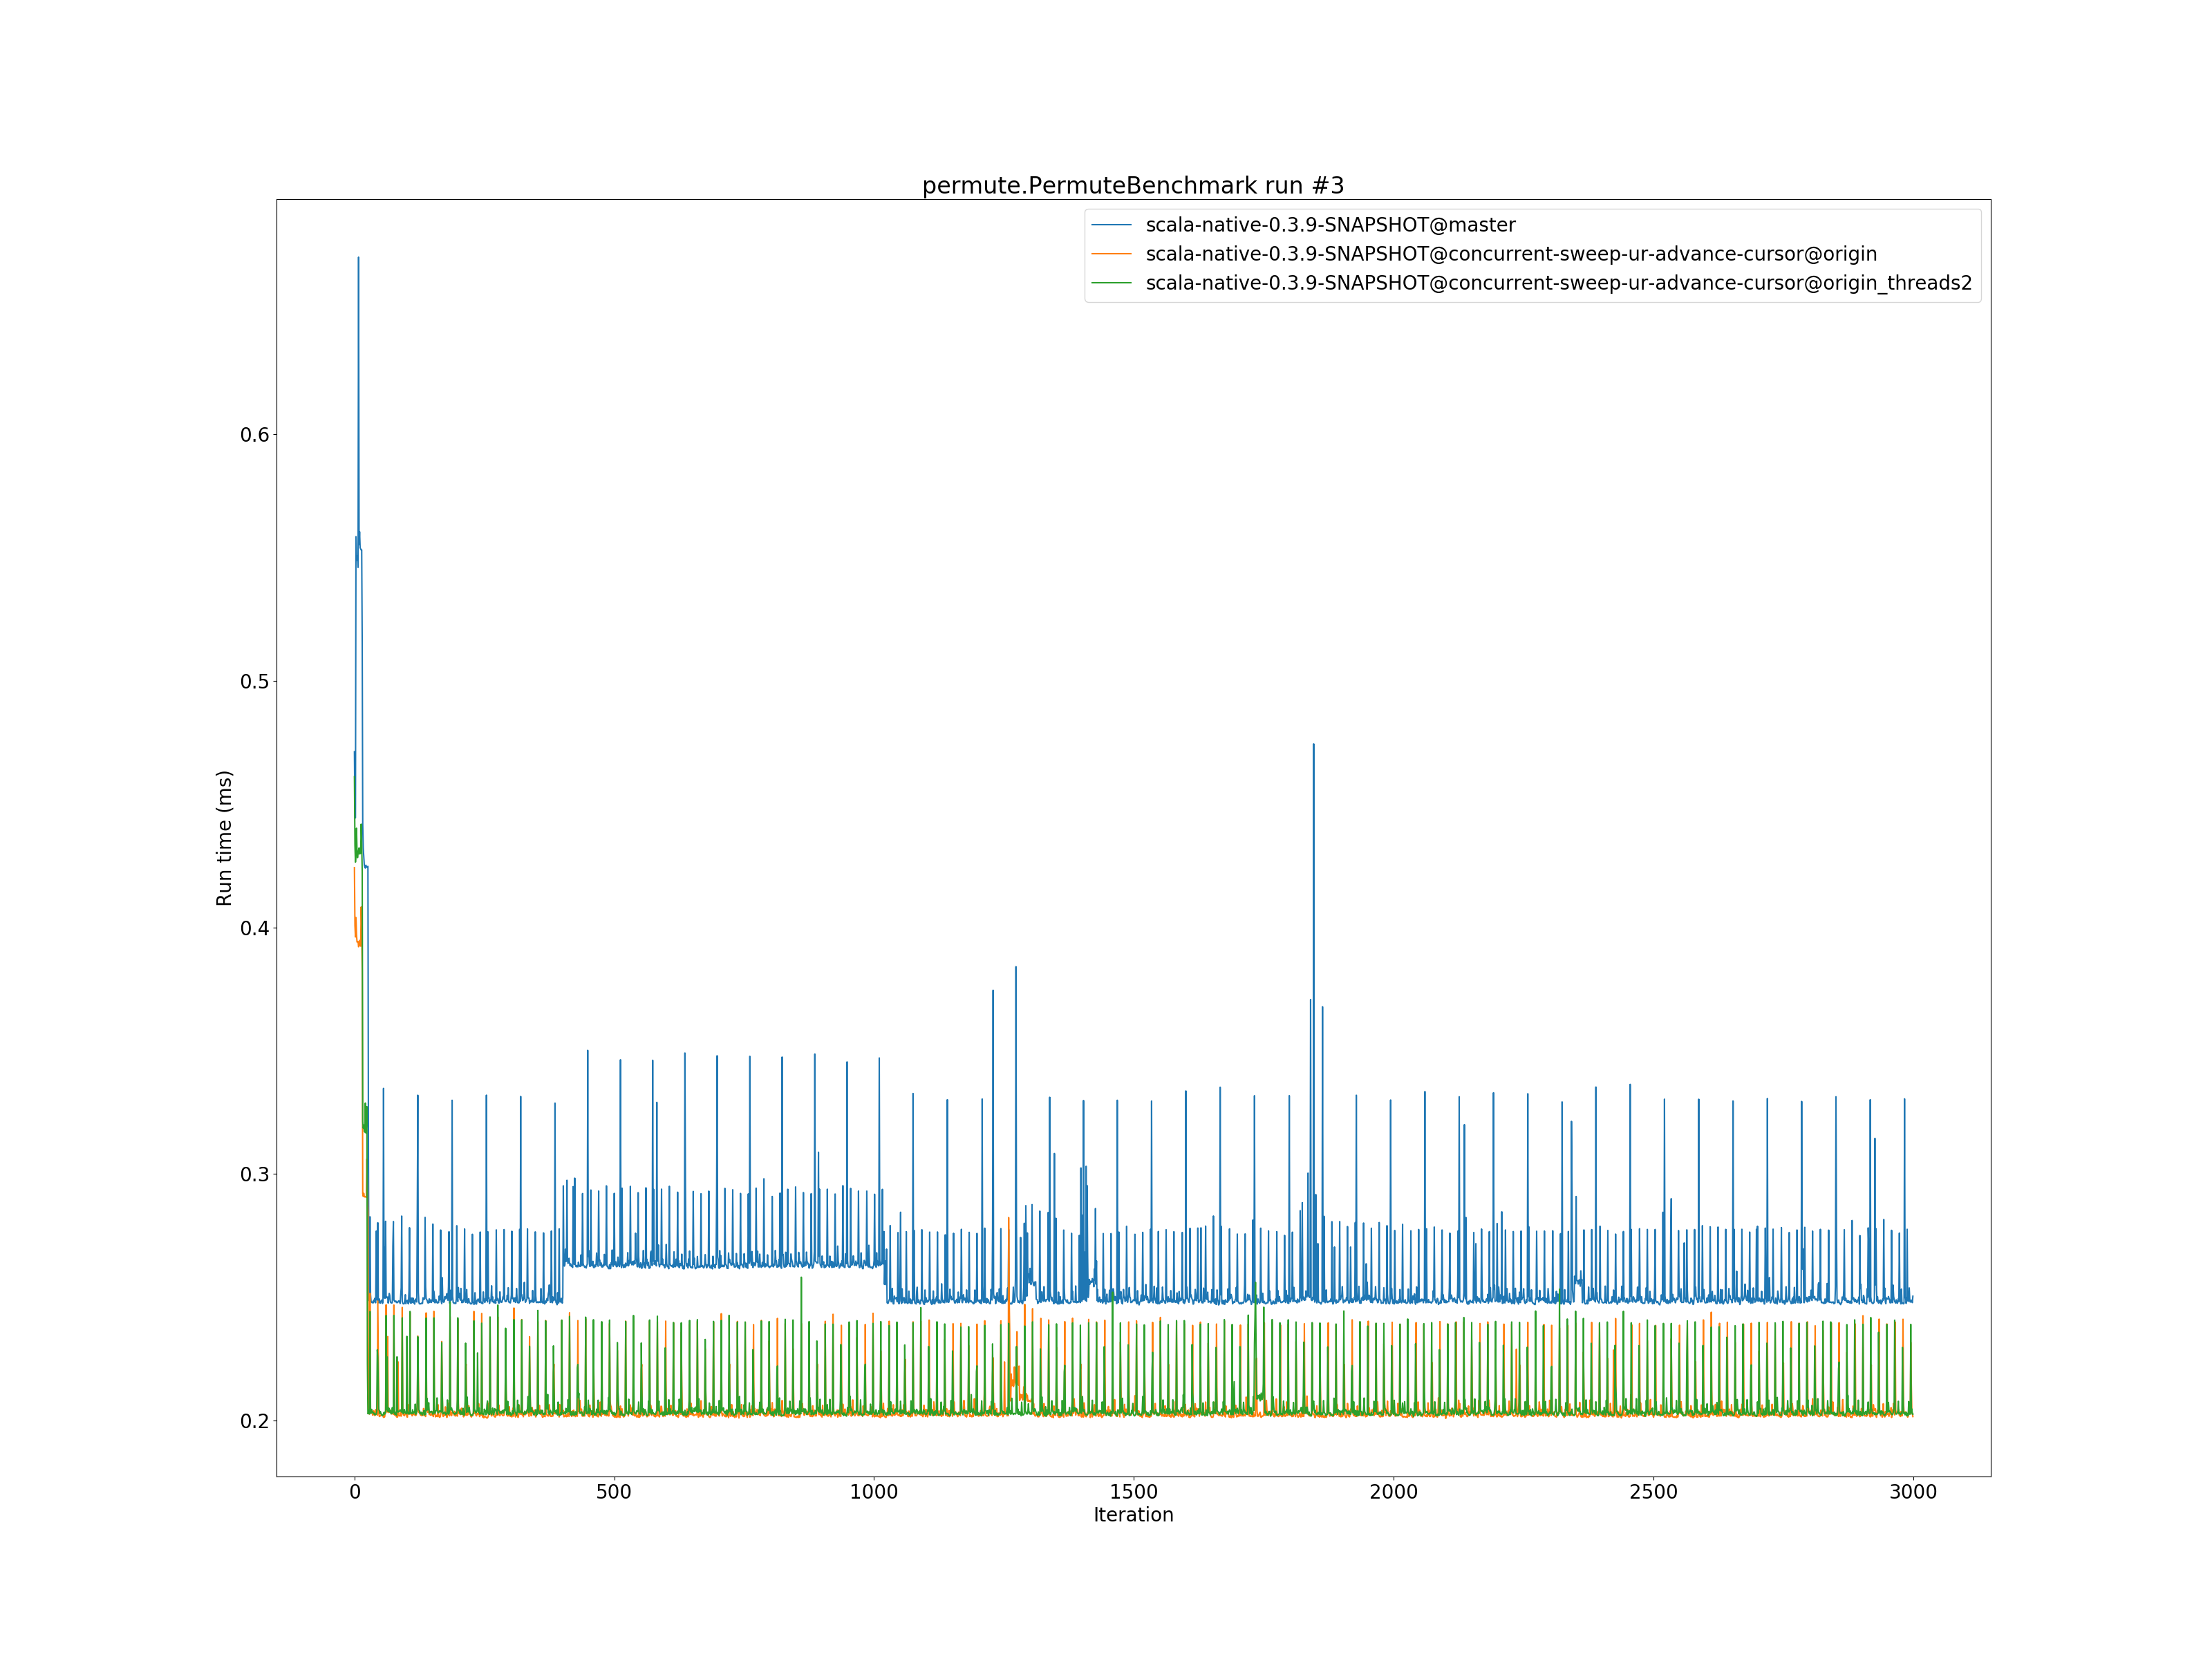 permute.PermuteBenchmark run #3
scala-native-0.3.9-SNAPSHOT@master
scala-native-0.3.9-SNAPSHOT@concurrent-sweep-ur-advance-cursor@origin
scala-native-0.3.9-SNAPSHOT@concurrent-sweep-ur-advance-cursor@origin_threads2
0.6
0.5
0.4
0.3
0.2
Run time (ms)
0 500 1000 1500 2000 2500 3000
Iteration